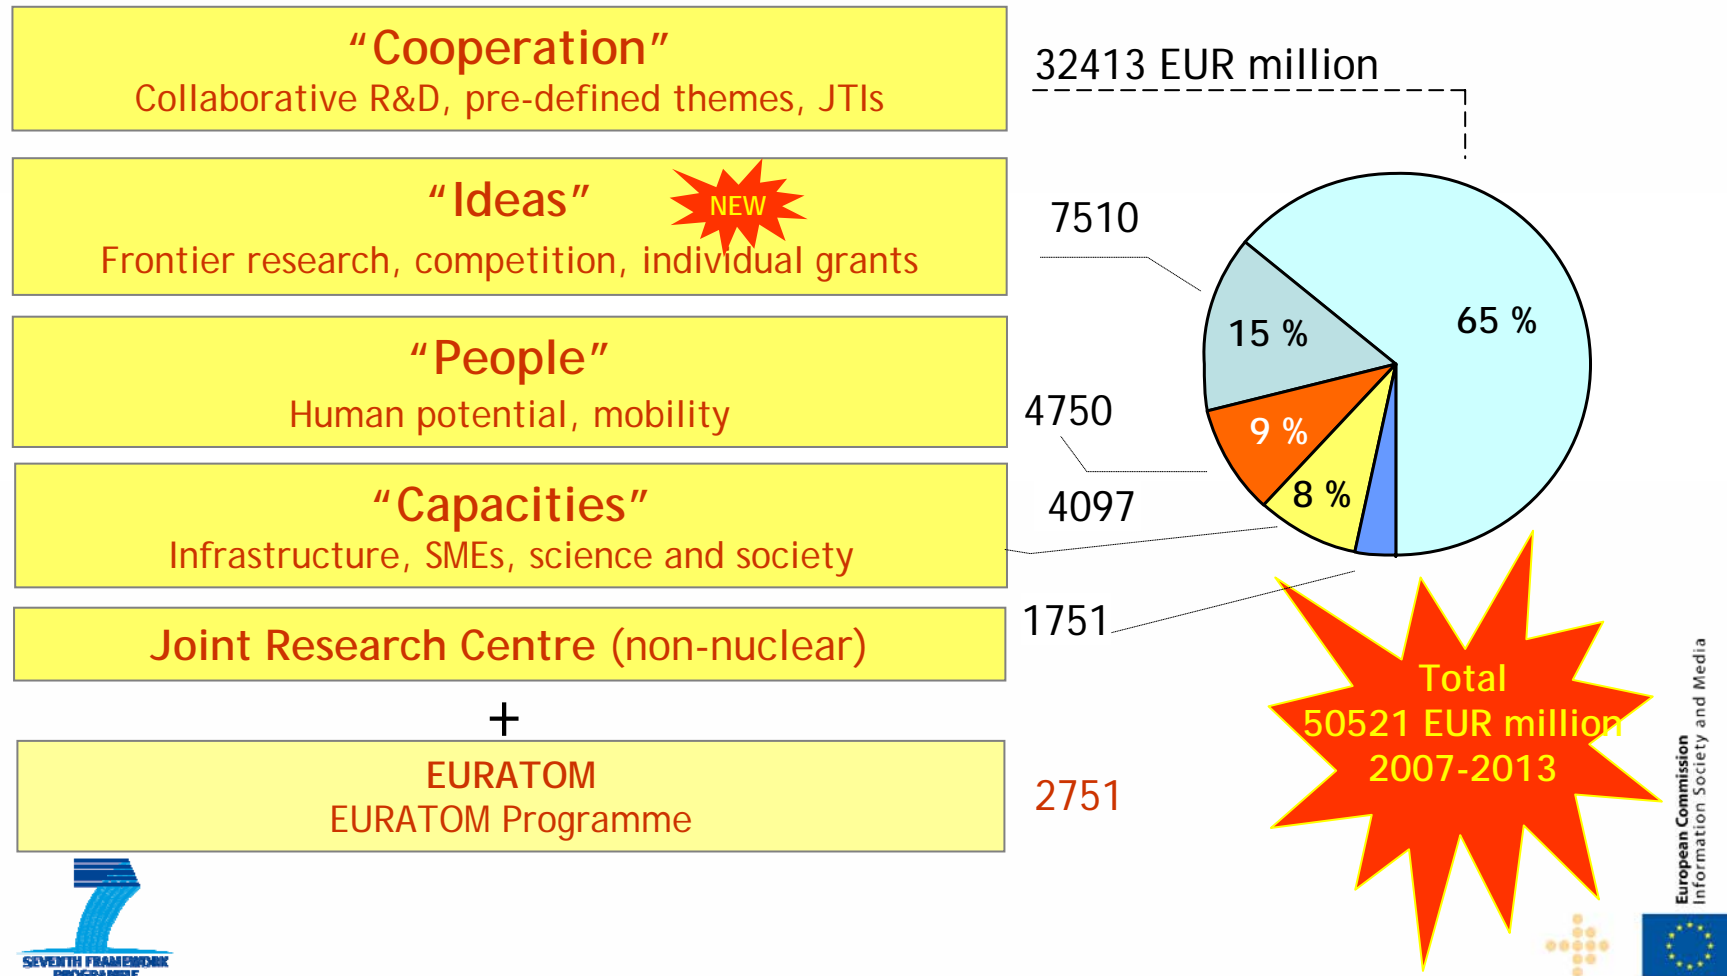 “Cooperation”
Collaborative R&D, pre-defined themes, JTIs
32413 EUR million
“Ideas”
NEW
Frontier research, competition, individual grants
7510
15 %
65 %
“People”
Human potential, mobility
4750
9 %
“Capacities”
Infrastructure, SMEs, science and society
4097
8 %
Joint Research Centre (non-nuclear)
1751
+
EURATOM
EURATOM Programme
2751
Total
50521 EUR million
2007-2013
European Commission
Information Society and Media
SEVENTH FRAMEWORK
PROGRAMME